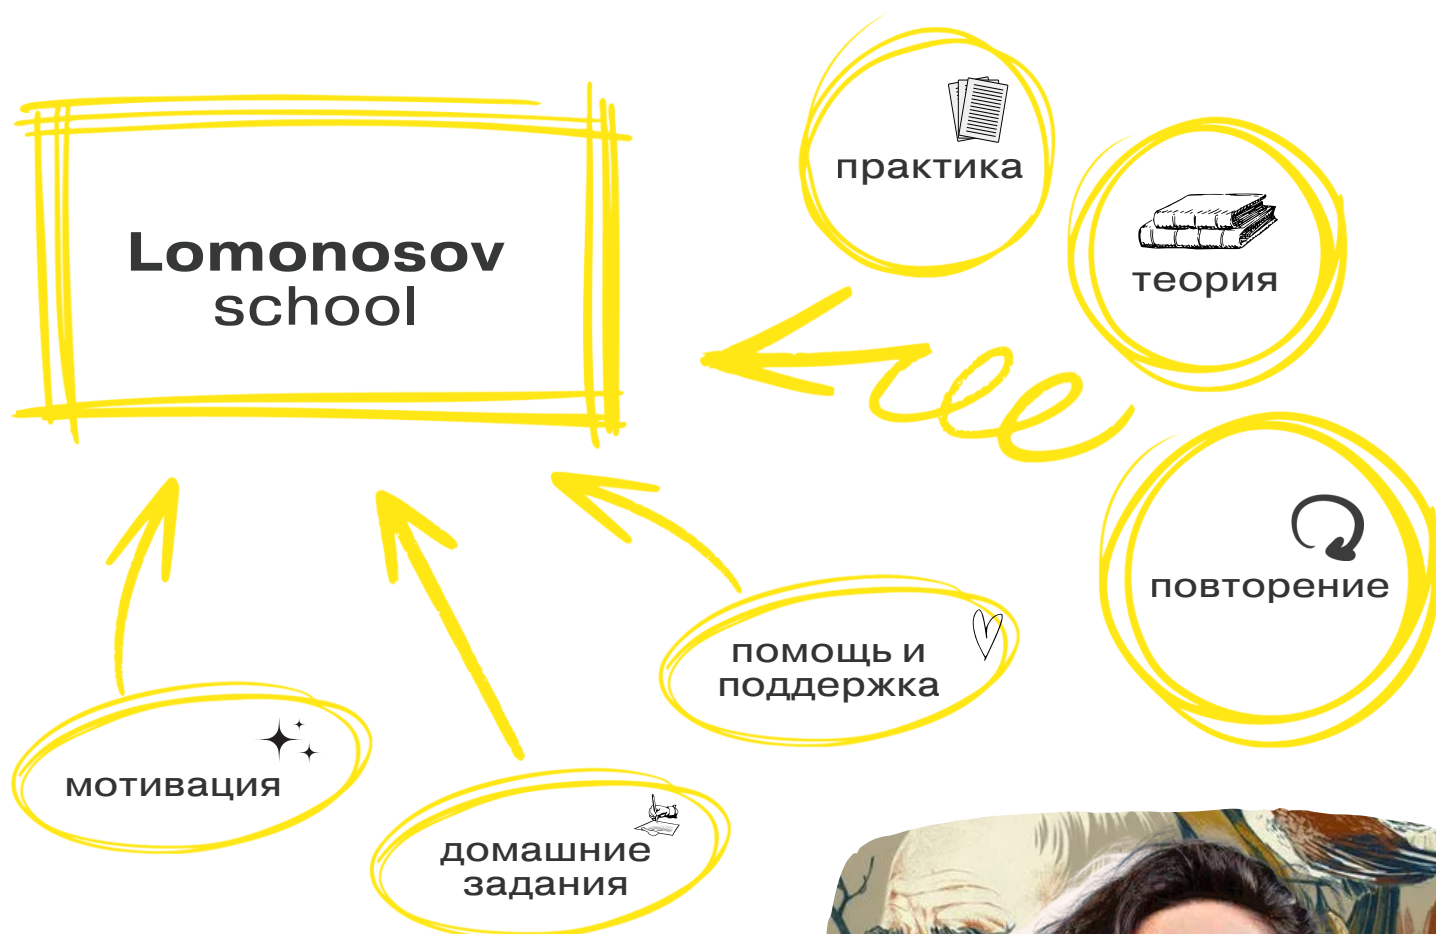 Lomonosov
school
практика
теория
повторение
помощь и
поддержка
мотивация
домашние
задания